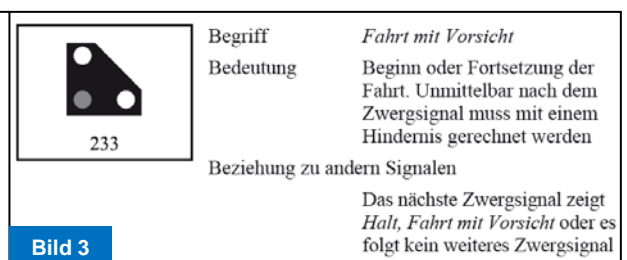 Begriff Fahrt mit Vorsicht
Bedeutung Beginn oder Fortsetzung der
Fahrt. Unmittelbar nach dem
Zwergsignal muss mit einem
Hindernis gerechnet werden
233
Beziehung zu andern Signalen
Das nächste Zwergsignal zeigt
Halt, Fahrt mit Vorsicht oder es
folgt kein weiteres Zwergsignal
Bild 3